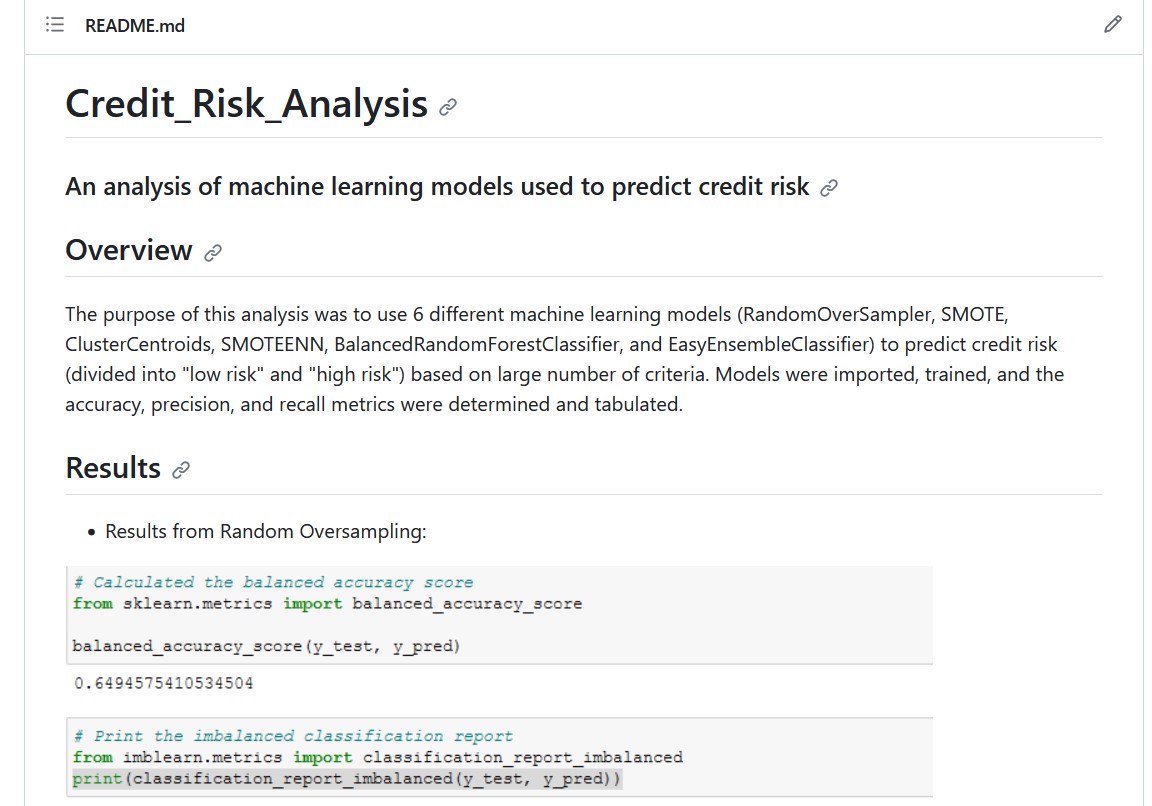 README.md
Credit_Risk_Analysis
An analysis of machine learning models used to predict credit risk
Overview
The purpose of this analysis was to use 6 different machine learning models (RandomOverSampler, SMOTE,
ClusterCentroids, SMOTEENN, BalancedRandomForestClassifier, and EasyEnsembleClassifier) to predict credit risk
(divided into "low risk" and "high risk") based on large number of criteria. Models were imported, trained, and the
accuracy, precision, and recall metrics were determined and tabulated.
Results
• Results from Random Oversampling:
# Calculated the balanced accuracy score
from sklearn.metrics import balanced_accuracy_score
balanced_accuracy_score(y_test, y_pred)
0.6494575410534504
# Print the imbalanced classification report
from imblearn.metrics import classification_report_imbalanced
print(classification_report_imbalanced(y_test, y_pred))